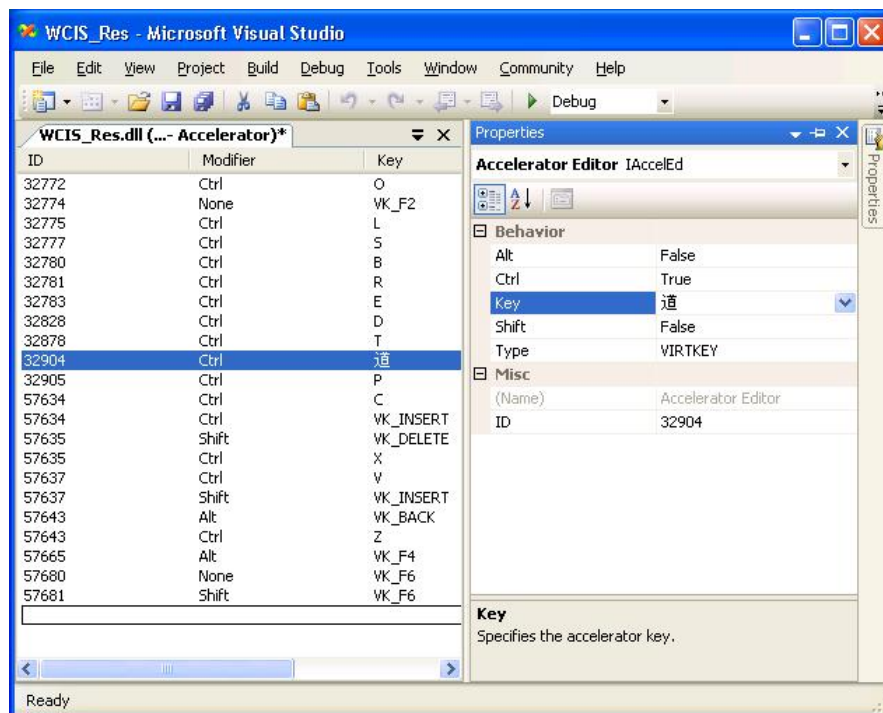 WCIS_Res - Microsoft Visual Studio
File Edit View Project Build Debug Tools Window Community Help
Debug
WCIS_Res.dll (...- Accelerator)*
ID Modifier Key
32772 Ctrl O
32774 None VK_F2
32775 Ctrl L
32777 Ctrl S
32780 Ctrl B
32781 Ctrl R
32783 Ctrl E
32828 Ctrl D
32878 Ctrl T
32904 Ctrl 道
32905 Ctrl P
57634 Ctrl C
57634 Ctrl VK_INSERT
57635 Shift VK_DELETE
57635 Ctrl X
57637 Ctrl V
57637 Shift VK_INSERT
57643 Alt VK_BACK
57643 Ctrl Z
57665 Alt VK_F4
57680 None VK_F6
57681 Shift VK_F6
Properties
Accelerator Editor IAccelEd
Behavior
Alt False
Ctrl True
Key 道
Shift False
Type VIRTKEY
Misc
(Name) Accelerator Editor
ID 32904
Key
Specifies the accelerator key.
Properties
Ready